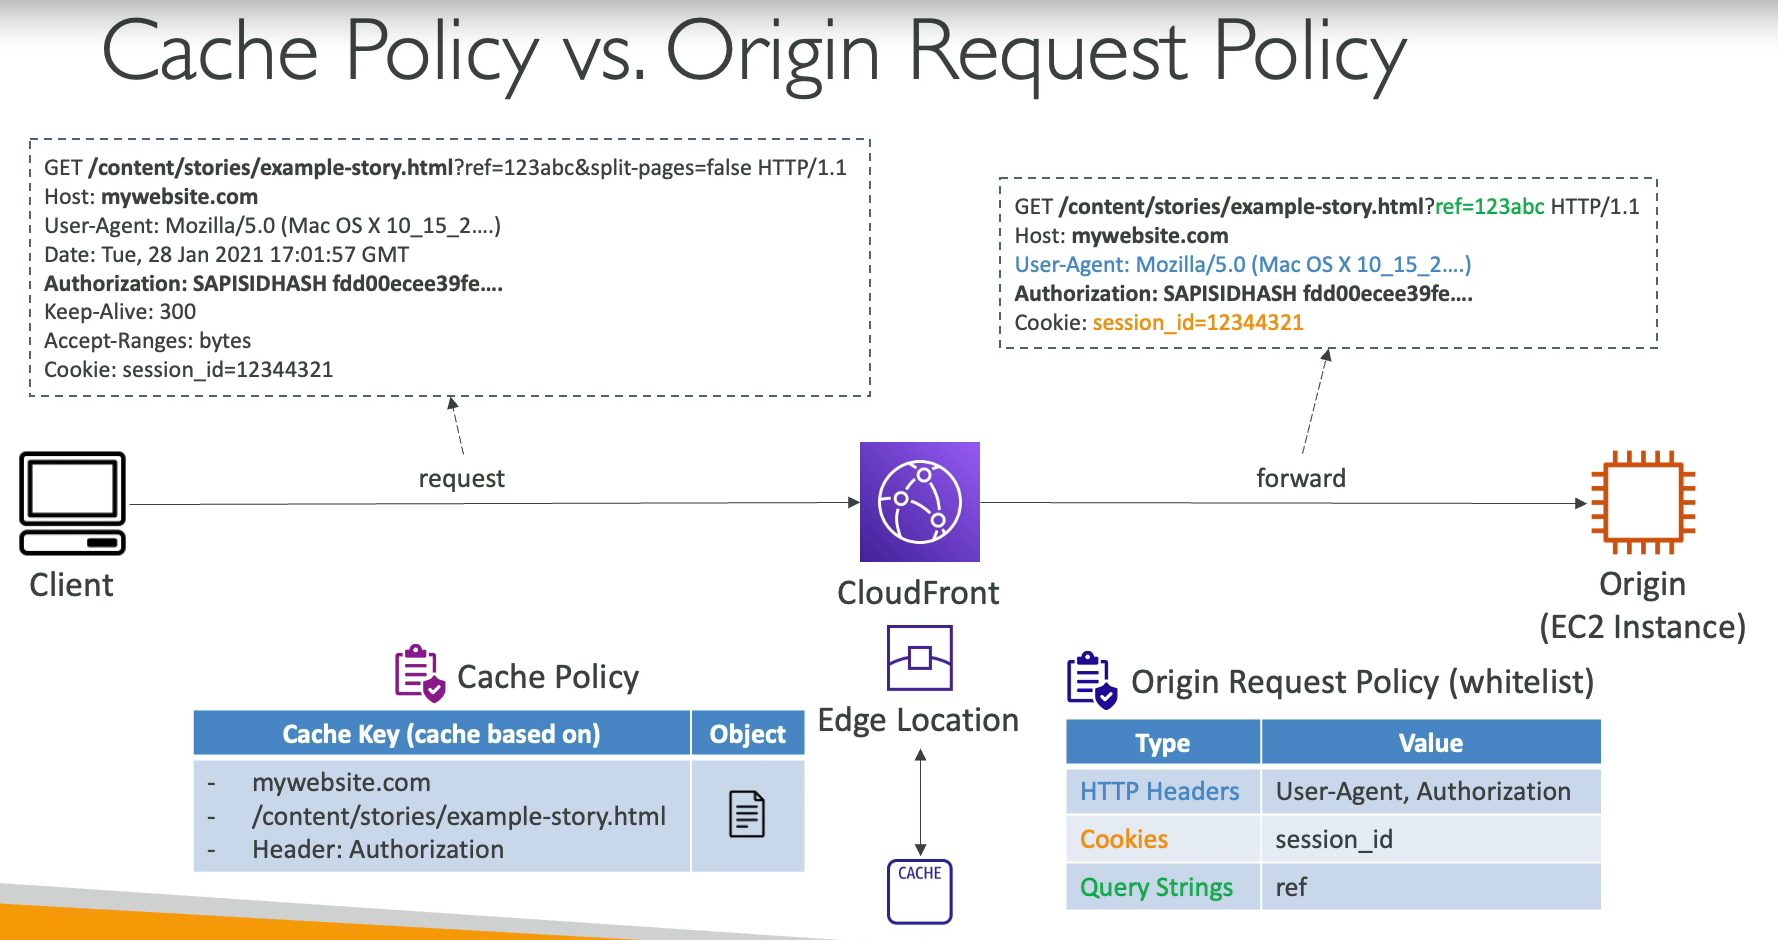 Cache Policy vs. Origin Request Policy
GET /content/stories/example-story.html?ref=123abc&split-pages=false HTTP/1.1
Host: mywebsite.com
User-Agent: Mozilla/5.0 (Mac OS X 10_15_2....)
Date: Tue, 28 Jan 2021 17:01:57 GMT
Authorization: SAPISIDHASH fdd00ecee39fe....
Keep-Alive: 300
Accept-Ranges: bytes
Cookie: session_id=12344321
GET /content/stories/example-story.html?ref=123abc HTTP/1.1
Host: mywebsite.com
User-Agent: Mozilla/5.0 (Mac OS X 10_15_2....)
Authorization: SAPISIDHASH fdd00ecee39fe....
Cookie: session_id=12344321
request
forward
Client
CloudFront
Origin
(EC2 Instance)
Cache Policy
Cache Key (cache based on)
Object
- mywebsite.com
- /content/stories/example-story.html
- Header: Authorization
Edge Location
CACHE
Origin Request Policy (whitelist)
Type
Value
HTTP Headers
User-Agent, Authorization
Cookies
session_id
Query Strings
ref